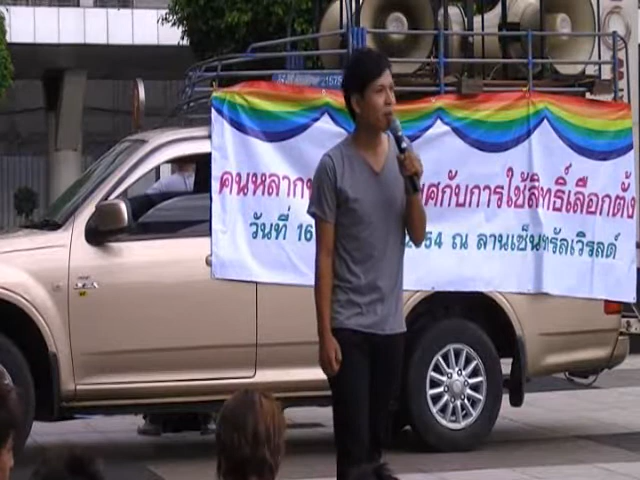 คนหลาก ศกับการใช้สิทธิ์เลือกตั้ง
วันที่ 16 54 ณ ลานเซ็นทรัลเวิรลด์